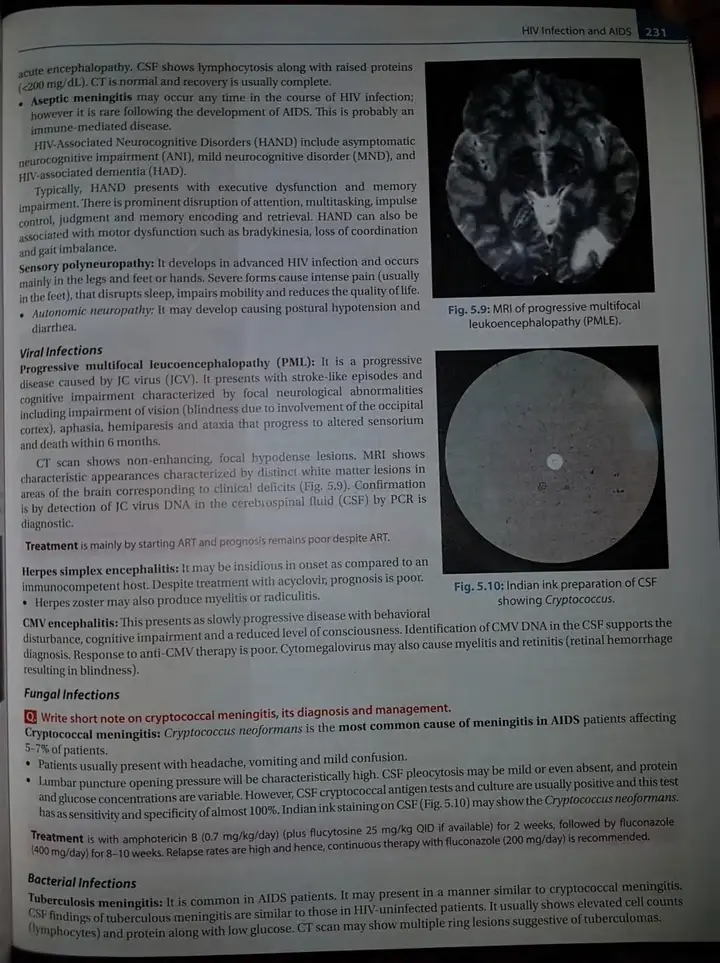 HIV Infection and AIDS 231
acute encephalopathy. CSF shows lymphocytosis along with raised proteins
(<200 mg/dL). CT is normal and recovery is usually complete.
• Aseptic meningitis may occur any time in the course of HIV infection;
however it is rare following the development of AIDS. This is probably an
immune-mediated disease.
HIV-Associated Neurocognitive Disorders (HAND) include asymptomatic
neurocognitive impairment (ANI), mild neurocognitive disorder (MND), and
HIV-associated dementia (HAD).
Typically, HAND presents with executive dysfunction and memory
impairment. There is prominent disruption of attention, multitasking, impulse
control, judgment and memory encoding and retrieval. HAND can also be
associated with motor dysfunction such as bradykinesia, loss of coordination
and gait imbalance.
Sensory polyneuropathy: It develops in advanced HIV infection and occurs
mainly in the legs and feet or hands. Severe forms cause intense pain (usually
in the feet), that disrupts sleep, impairs mobility and reduces the quality of life.
• Autonomic neuropathy: It may develop causing postural hypotension and
diarrhea.
Fig. 5.9: MRI of progressive multifocal
leukoencephalopathy (PMLE).
Viral Infections
Progressive multifocal leucoencephalopathy (PML): It is a progressive
disease caused by JC virus (JCV). It presents with stroke-like episodes and
cognitive impairment characterized by focal neurological abnormalities
including impairment of vision (blindness due to involvement of the occipital
cortex), aphasia, hemiparesis and ataxia that progress to altered sensorium
and death within 6 months.
CT scan shows non-enhancing, focal hypodense lesions. MRI shows
characteristic appearances characterized by distinct white matter lesions in
areas of the brain corresponding to clinical deficits (Fig. 5.9). Confirmation
is by detection of JC virus DNA in the cerebrospinal fluid (CSF) by PCR is
diagnostic.
Treatment is mainly by starting ART and prognosis remains poor despite ART.
Herpes simplex encephalitis: It may be insidious in onset as compared to an
immunocompetent host. Despite treatment with acyclovir, prognosis is poor.
• Herpes zoster may also produce myelitis or radiculitis.
Fig. 5.10: Indian ink preparation of CSF
showing Cryptococcus.
CMV encephalitis: This presents as slowly progressive disease with behavioral
disturbance, cognitive impairment and a reduced level of consciousness. Identification of CMV DNA in the CSF supports the
diagnosis. Response to anti-CMV therapy is poor. Cytomegalovirus may also cause myelitis and retinitis (retinal hemorrhage
resulting in blindness).
Fungal Infections
Q. Write short note on cryptococcal meningitis, its diagnosis and management.
Cryptococcal meningitis: Cryptococcus neoformans is the most common cause of meningitis in AIDS patients affecting
5-7% of patients.
• Patients usually present with headache, vomiting and mild confusion.
• Lumbar puncture opening pressure will be characteristically high. CSF pleocytosis may be mild or even absent, and protein
and glucose concentrations are variable. However, CSF cryptococcal antigen tests and culture are usually positive and this test
has as sensitivity and specificity of almost 100%. Indian ink staining on CSF (Fig. 5.10) may show the Cryptococcus neoformans.
Treatment is with amphotericin B (0.7 mg/kg/day) (plus flucytosine 25 mg/kg QID if available) for 2 weeks, followed by fluconazole
(400 mg/day) for 8–10 weeks. Relapse rates are high and hence, continuous therapy with fluconazole (200 mg/day) is recommended.
Bacterial Infections
Tuberculosis meningitis: It is common in AIDS patients. It may present in a manner similar to cryptococcal meningitis.
CSF findings of tuberculous meningitis are similar to those in HIV-uninfected patients. It usually shows elevated cell counts
(lymphocytes) and protein along with low glucose. CT scan may show multiple ring lesions suggestive of tuberculomas.